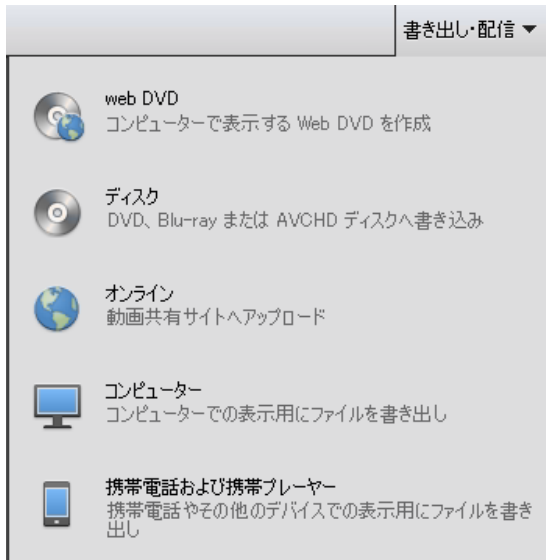 書き出し・配信 ▼
web DVD
コンピューターで表示する Web DVD を作成
ディスク
DVD、Blu-ray または AVCHD ディスクへ書き込み
オンライン
動画共有サイトへアップロード
コンピューター
コンピューターでの表示用にファイルを書き出し
携帯電話および携帯プレーヤー
携帯電話やその他のデバイスでの表示用にファイルを書き
出し